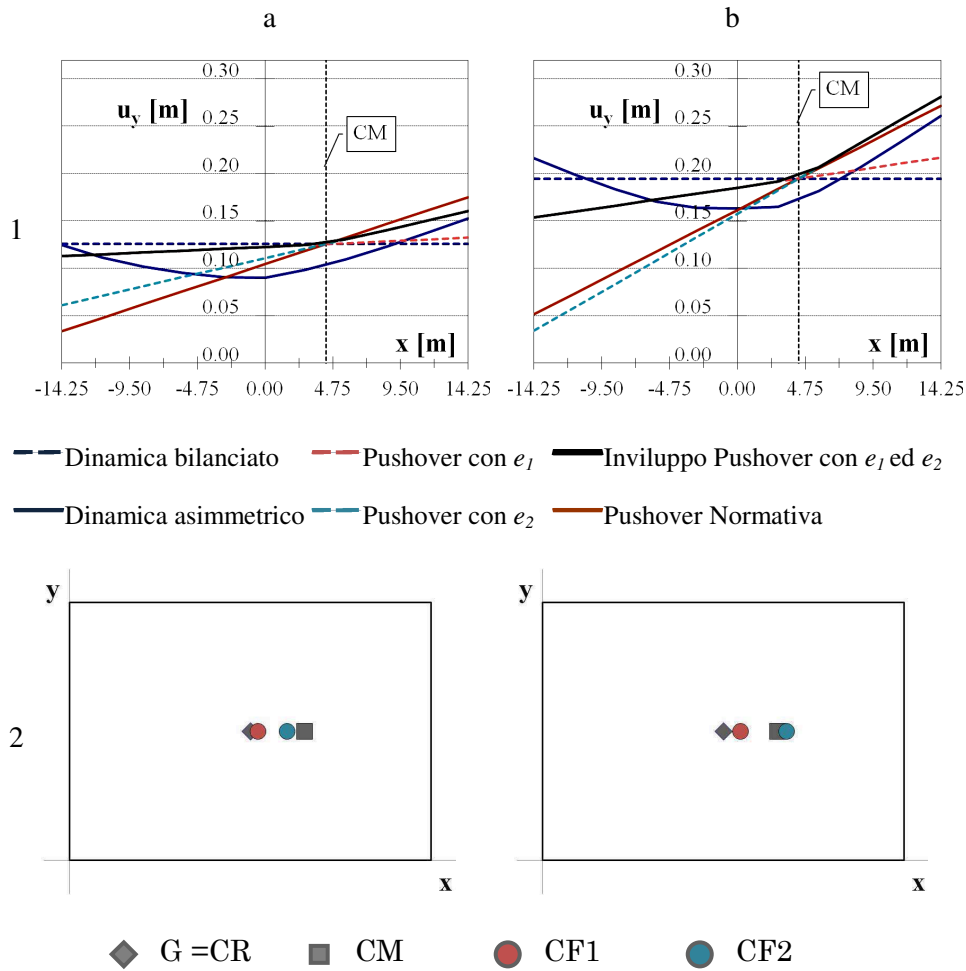 a b
0.30 0.30
u_y [m] CM u_y [m] CM
0.25 0.25
0.20 0.20
1 0.15 0.15
0.10 0.10
0.05 0.05
x [m] x [m]
0.00 0.00
-14.25 -9.50 -4.75 0.00 4.75 9.50 14.25 -14.25 -9.50 -4.75 0.00 4.75 9.50 14.25
Dinamica bilanciato Pushover con e_1 Inviluppo Pushover con e_1 ed e_2
Dinamica asimmetrico Pushover con e_2 Pushover Normativa
y y
2
x x
G =CR CM CF1 CF2